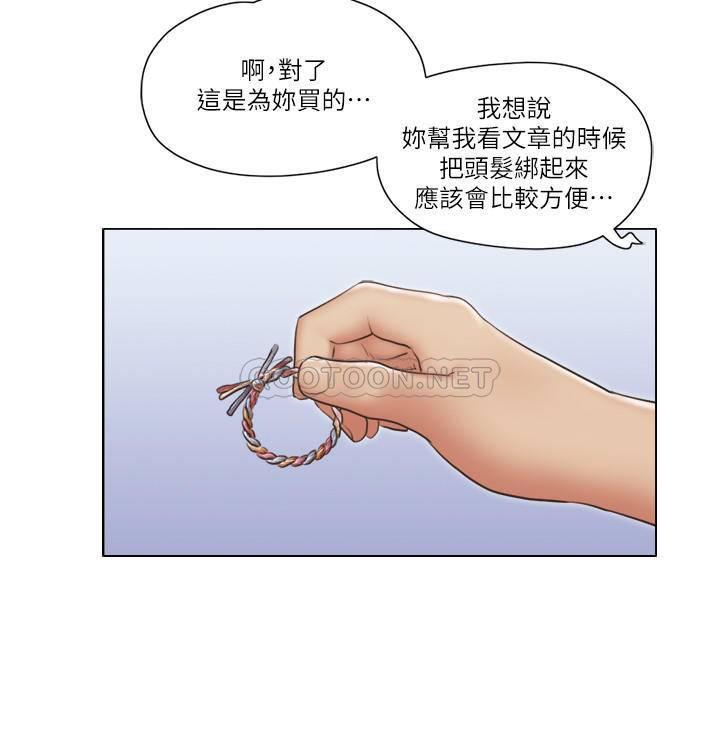 啊，對了
這是為妳買的…
我想說
妳幫我看文章的時候
把頭髮綁起來
應該會比較方便…
TOOTOON.NET